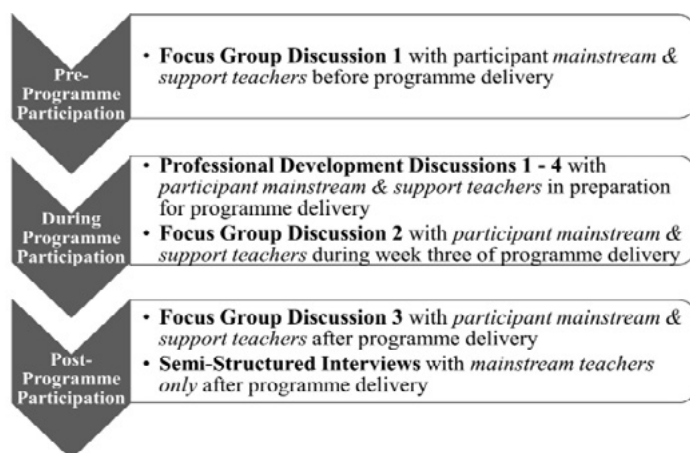 Pre-
Programme
Participation
• Focus Group Discussion 1 with participant mainstream &
support teachers before programme delivery
During
Programme
Participation
• Professional Development Discussions 1 - 4 with
participant mainstream & support teachers in preparation
for programme delivery
• Focus Group Discussion 2 with participant mainstream &
support teachers during week three of programme delivery
Post-
Programme
Participation
• Focus Group Discussion 3 with participant mainstream &
support teachers after programme delivery
• Semi-Structured Interviews with mainstream teachers
only after programme delivery